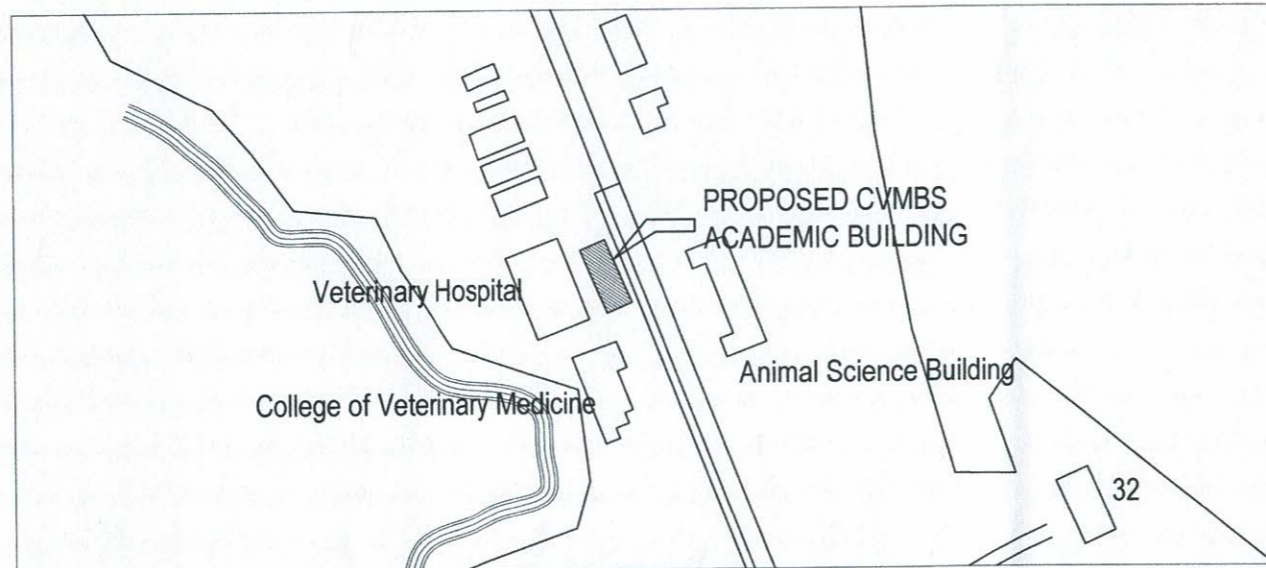 PROPOSED CVMBS
ACADEMIC BUILDING
Veterinary Hospital
Animal Science Building
College of Veterinary Medicine
32